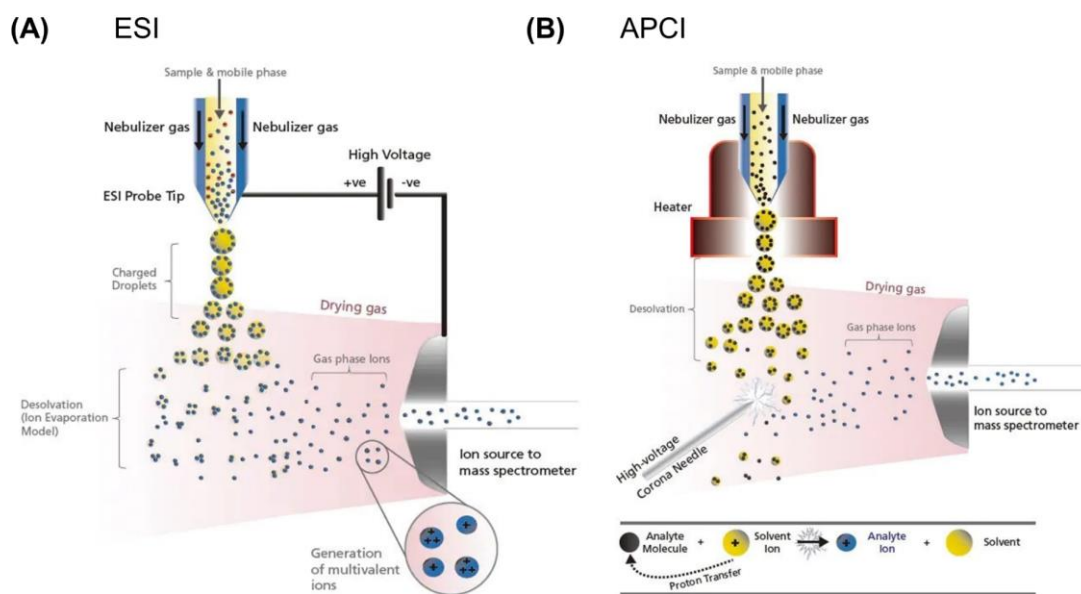 (A) ESI
Sample & mobile phase
Nebulizer gas
Nebulizer gas
High Voltage
+ve
-ve
ESI Probe Tip
Charged
Droplets
Drying gas
Gas phase Ions
Desolvation
(Ion Evaporation
Model)
Ion source to
mass spectrometer
+
++
+
+
+
++
Generation
of multivalent
ions
(B) APCI
Sample & mobile phase
Nebulizer gas
Nebulizer gas
Heater
Drying gas
Desolvation
Gas phase Ions
Ion source to
mass spectrometer
High-voltage
Corona Needle
Analyte
Molecule
+
+
Solvent
Ion
+
Analyte
Ion
+
Solvent
Proton Transfer